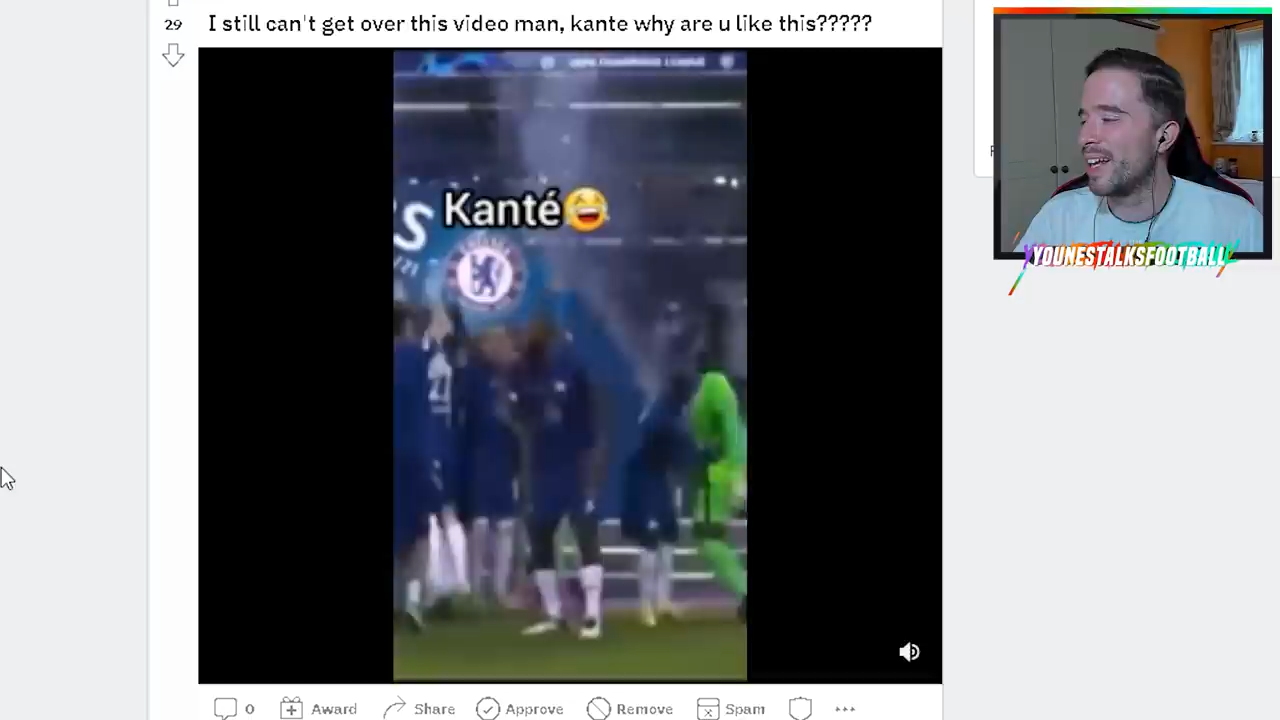 29
I still can't get over this video man, kante why are u like this?????
Kanté😂
S
/21
YOUNESTALKSFOOTBALL
0
Award
Share
Approve
Remove
Spam